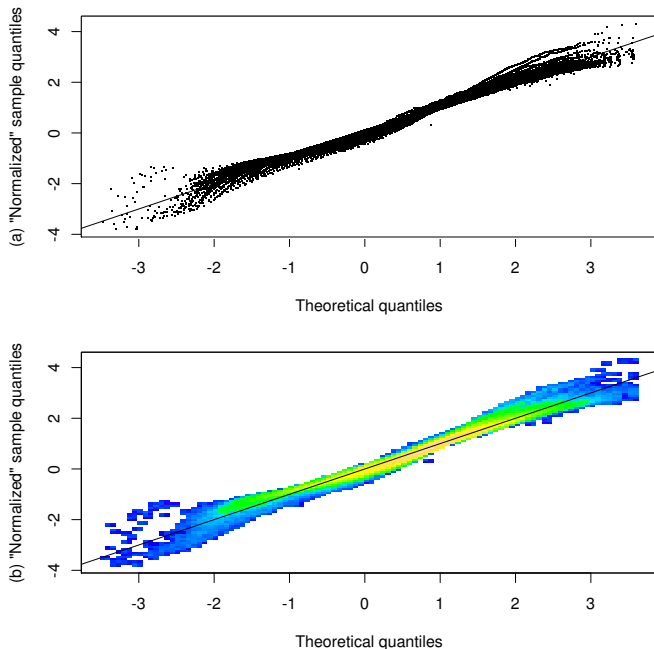 (a) "Normalized" sample quantiles
4
2
0
-2
-4
-3 -2 -1 0 1 2 3
Theoretical quantiles
(b) "Normalized" sample quantiles
4
2
0
-2
-4
-3 -2 -1 0 1 2 3
Theoretical quantiles